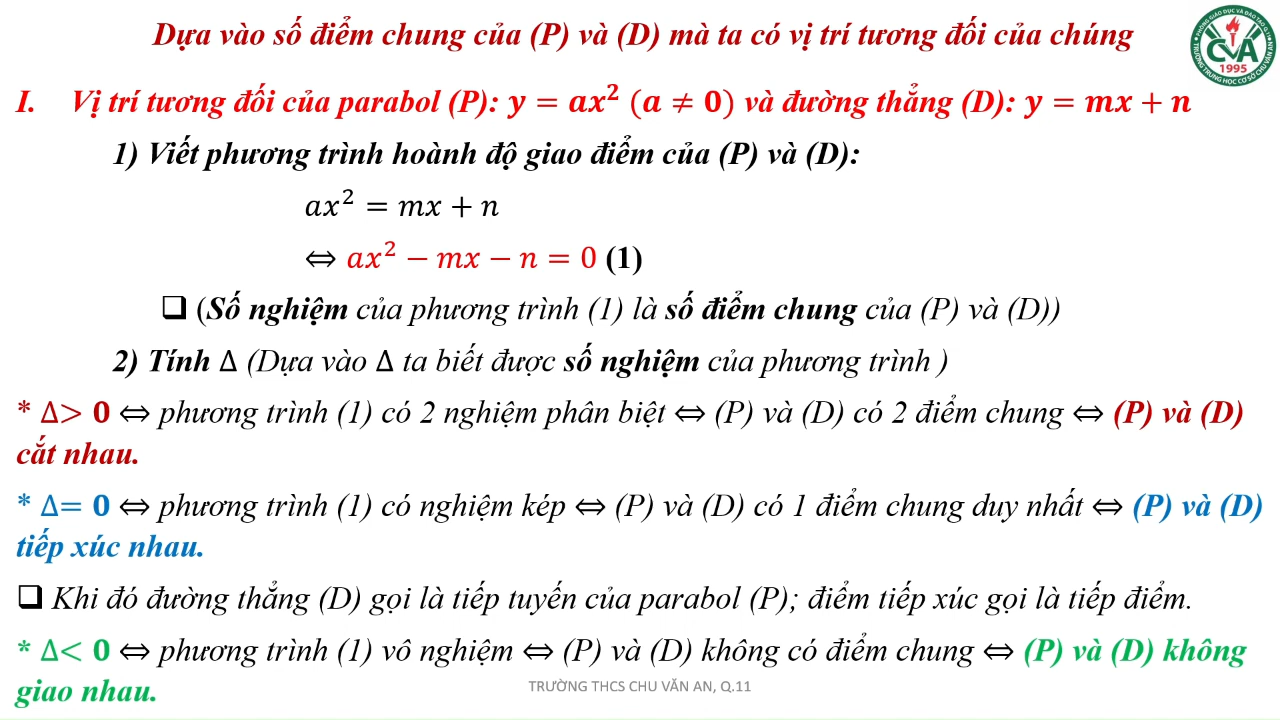 Dựa vào số điểm chung của (P) và (D) mà ta có vị trí tương đối của chúng
CVA
1995
I. Vị trí tương đối của parabol (P): y = ax² (a ≠ 0) và đường thẳng (D): y = mx + n
1) Viết phương trình hoành độ giao điểm của (P) và (D):
ax² = mx + n
⇔ ax² − mx − n = 0 (1)
❑ (Số nghiệm của phương trình (1) là số điểm chung của (P) và (D))
2) Tính Δ (Dựa vào Δ ta biết được số nghiệm của phương trình )
* Δ> 0 ⇔ phương trình (1) có 2 nghiệm phân biệt ⇔ (P) và (D) có 2 điểm chung ⇔ (P) và (D)
cắt nhau.
* Δ= 0 ⇔ phương trình (1) có nghiệm kép ⇔ (P) và (D) có 1 điểm chung duy nhất ⇔ (P) và (D)
tiếp xúc nhau.
❑ Khi đó đường thẳng (D) gọi là tiếp tuyến của parabol (P); điểm tiếp xúc gọi là tiếp điểm.
* Δ< 0 ⇔ phương trình (1) vô nghiệm ⇔ (P) và (D) không có điểm chung ⇔ (P) và (D) không
giao nhau.
TRƯỜNG THCS CHU VĂN AN, Q.11